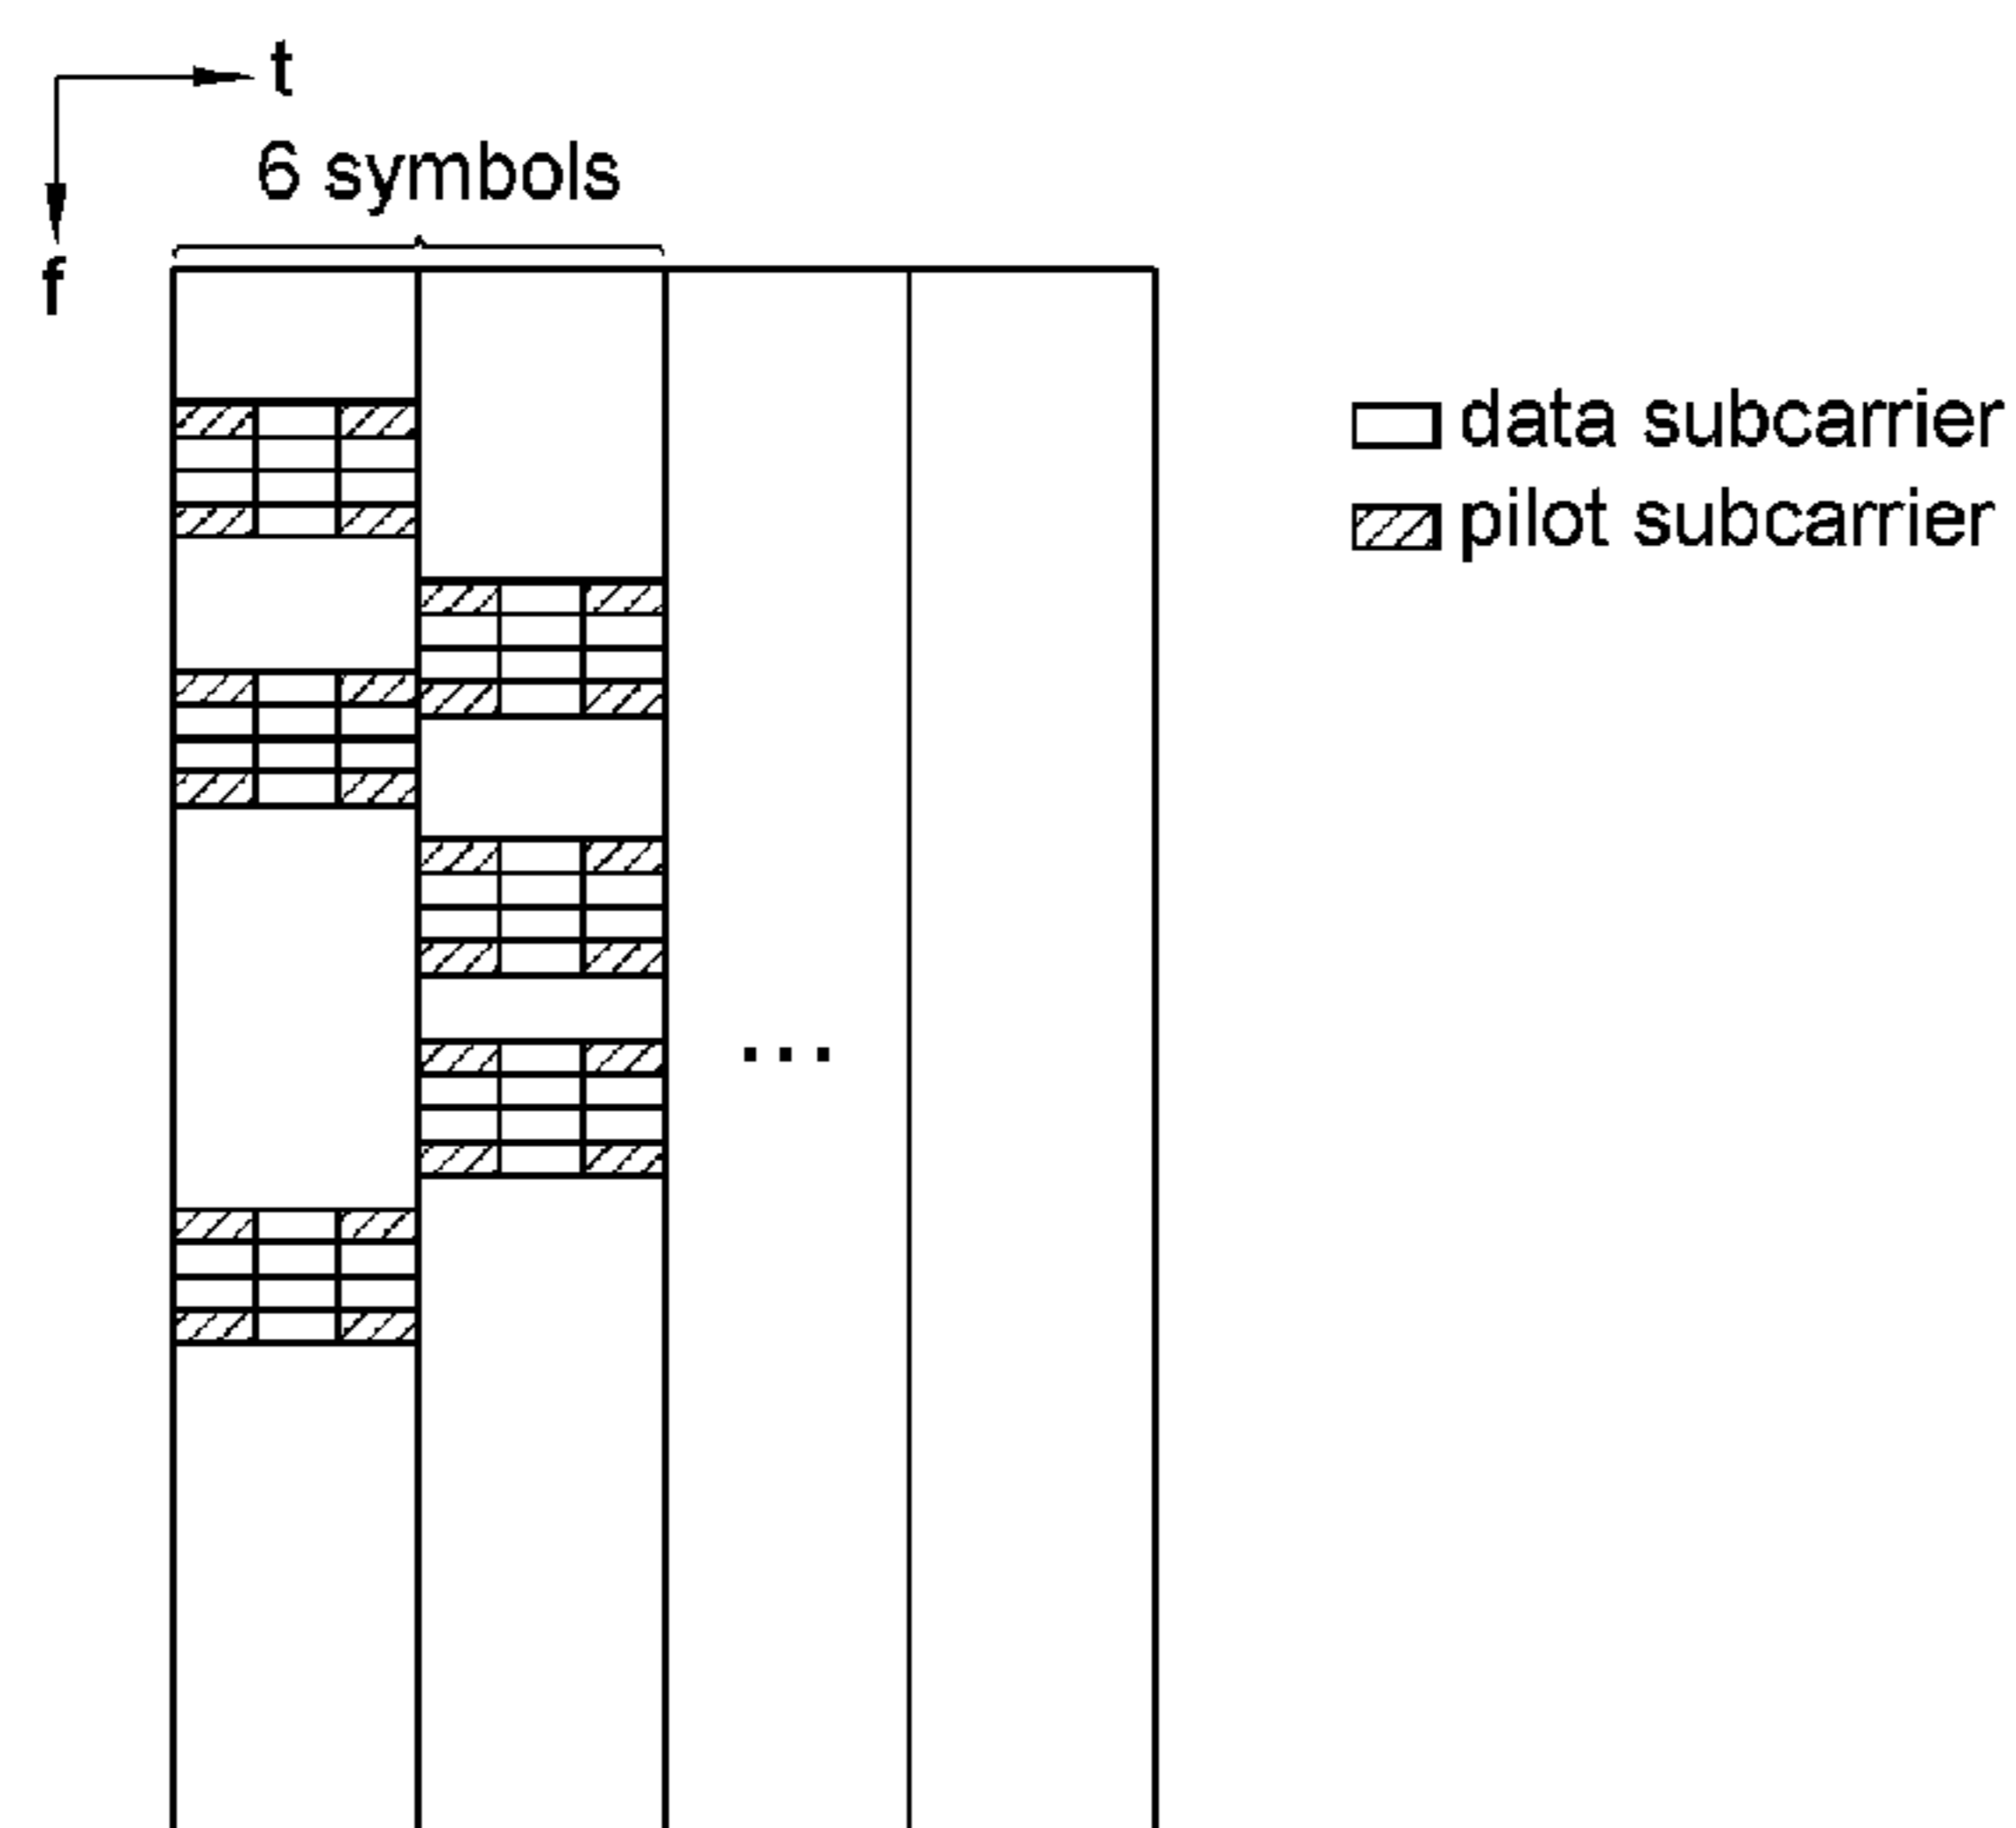 t
6 symbols
f
data subcarrier
pilot subcarrier
...